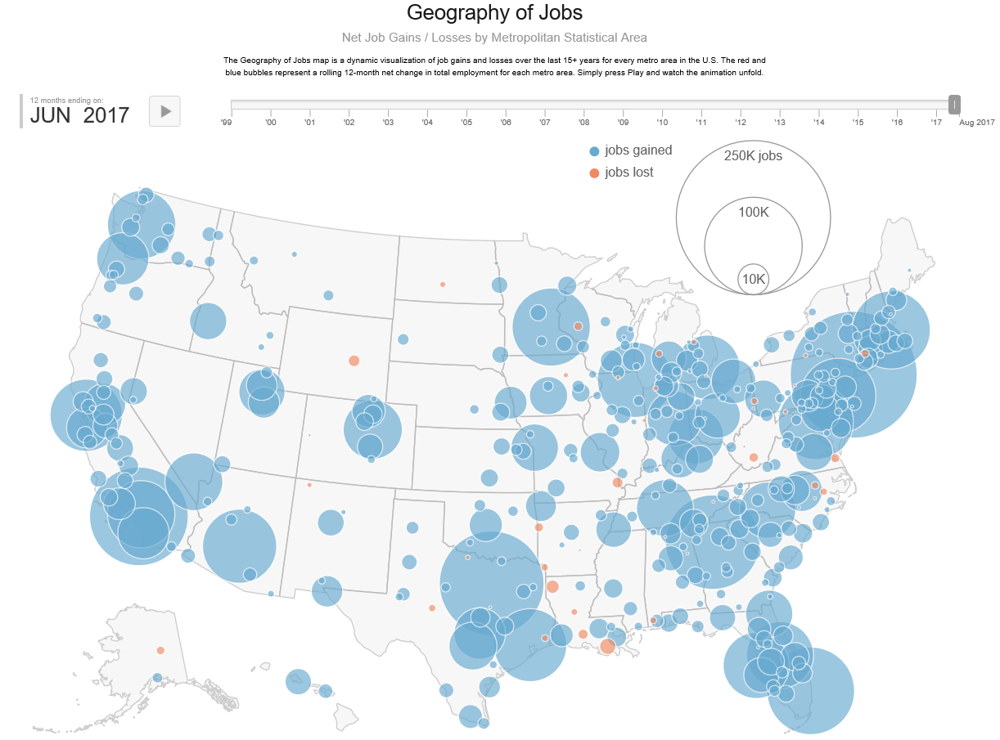 Geography of Jobs
Net Job Gains / Losses by Metropolitan Statistical Area
The Geography of Jobs map is a dynamic visualization of job gains and losses over the last 15+ years for every metro area in the U.S. The red and
blue bubbles represent a rolling 12-month net change in total employment for each metro area. Simply press Play and watch the animation unfold.
12 months ending on:
JUN 2017
'99 '00 '01 '02 '03 '04 '05 '06 '07 '08 '09 '10 '11 '12 '13 '14 '15 '16 '17 Aug 2017
jobs gained
jobs lost
250K jobs
100K
10K